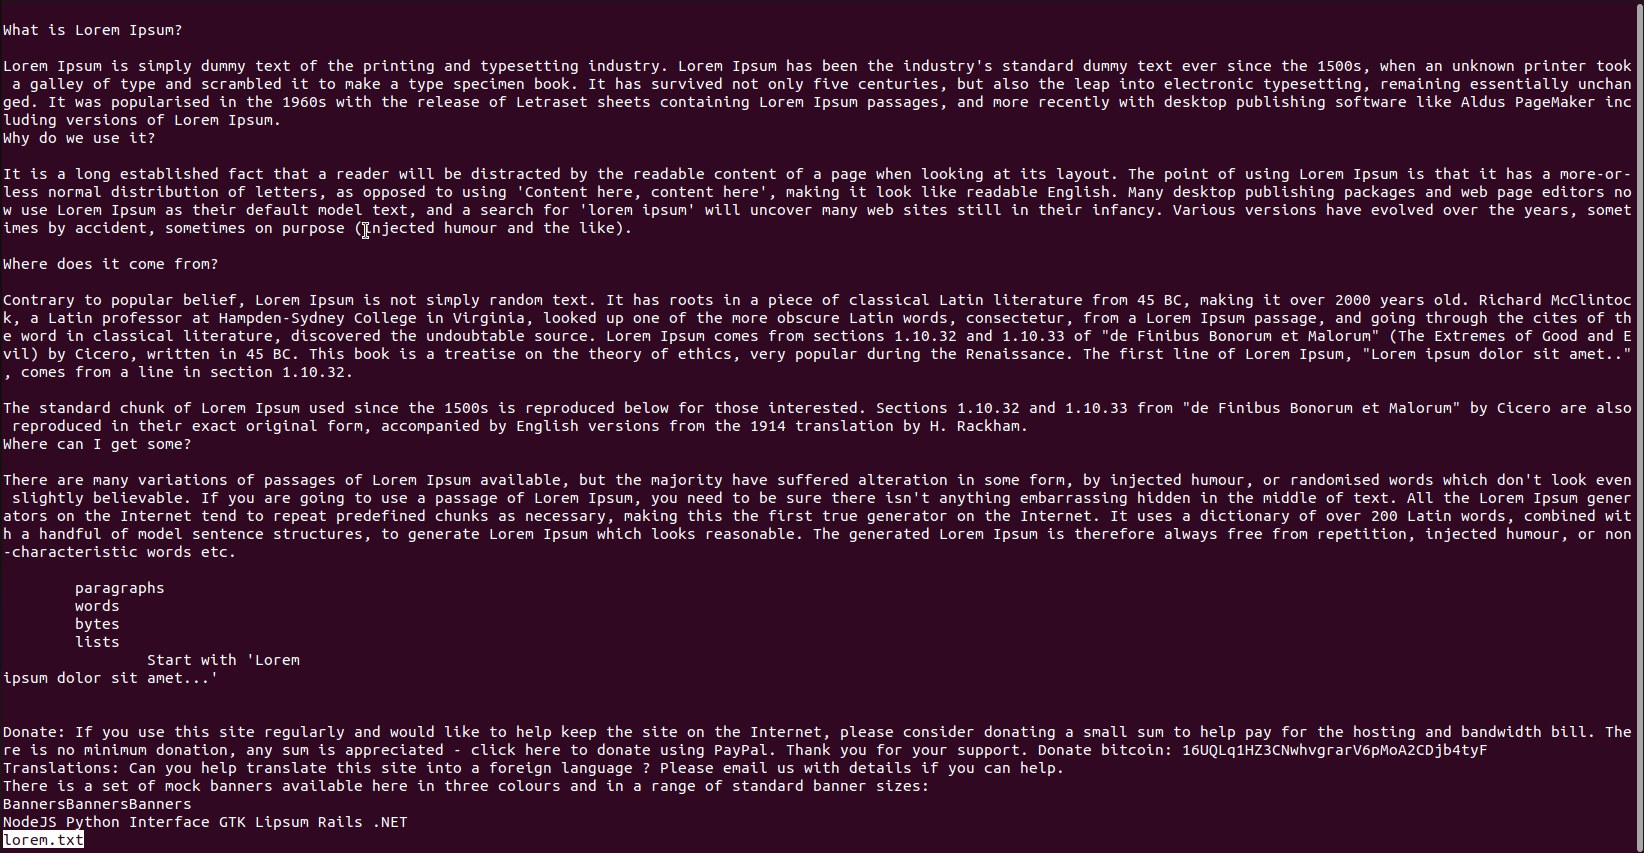 What is Lorem Ipsum?
Lorem Ipsum is simply dummy text of the printing and typesetting industry. Lorem Ipsum has been the industry's standard dummy text ever since the 1500s, when an unknown printer took
a galley of type and scrambled it to make a type specimen book. It has survived not only five centuries, but also the leap into electronic typesetting, remaining essentially unchan
ged. It was popularised in the 1960s with the release of Letraset sheets containing Lorem Ipsum passages, and more recently with desktop publishing software like Aldus PageMaker inc
luding versions of Lorem Ipsum.
Why do we use it?
It is a long established fact that a reader will be distracted by the readable content of a page when looking at its layout. The point of using Lorem Ipsum is that it has a more-or-
less normal distribution of letters, as opposed to using 'Content here, content here', making it look like readable English. Many desktop publishing packages and web page editors no
w use Lorem Ipsum as their default model text, and a search for 'lorem ipsum' will uncover many web sites still in their infancy. Various versions have evolved over the years, somet
imes by accident, sometimes on purpose (injected humour and the like).
Where does it come from?
Contrary to popular belief, Lorem Ipsum is not simply random text. It has roots in a piece of classical Latin literature from 45 BC, making it over 2000 years old. Richard McClintoc
k, a Latin professor at Hampden-Sydney College in Virginia, looked up one of the more obscure Latin words, consectetur, from a Lorem Ipsum passage, and going through the cites of th
e word in classical literature, discovered the undoubtable source. Lorem Ipsum comes from sections 1.10.32 and 1.10.33 of "de Finibus Bonorum et Malorum" (The Extremes of Good and E
vil) by Cicero, written in 45 BC. This book is a treatise on the theory of ethics, very popular during the Renaissance. The first line of Lorem Ipsum, "Lorem ipsum dolor sit amet.."
, comes from a line in section 1.10.32.
The standard chunk of Lorem Ipsum used since the 1500s is reproduced below for those interested. Sections 1.10.32 and 1.10.33 from "de Finibus Bonorum et Malorum" by Cicero are also
reproduced in their exact original form, accompanied by English versions from the 1914 translation by H. Rackham.
Where can I get some?
There are many variations of passages of Lorem Ipsum available, but the majority have suffered alteration in some form, by injected humour, or randomised words which don't look even
slightly believable. If you are going to use a passage of Lorem Ipsum, you need to be sure there isn't anything embarrassing hidden in the middle of text. All the Lorem Ipsum gener
ators on the Internet tend to repeat predefined chunks as necessary, making this the first true generator on the Internet. It uses a dictionary of over 200 Latin words, combined wit
h a handful of model sentence structures, to generate Lorem Ipsum which looks reasonable. The generated Lorem Ipsum is therefore always free from repetition, injected humour, or non
-characteristic words etc.
paragraphs
words
bytes
lists
Start with 'Lorem
ipsum dolor sit amet...'
Donate: If you use this site regularly and would like to help keep the site on the Internet, please consider donating a small sum to help pay for the hosting and bandwidth bill. The
re is no minimum donation, any sum is appreciated - click here to donate using PayPal. Thank you for your support. Donate bitcoin: 16UQLq1HZ3CNwhvgrarV6pMoA2CDjb4tyF
Translations: Can you help translate this site into a foreign language ? Please email us with details if you can help.
There is a set of mock banners available here in three colours and in a range of standard banner sizes:
BannersBannersBanners
NodeJS Python Interface GTK Lipsum Rails .NET
lorem.txt